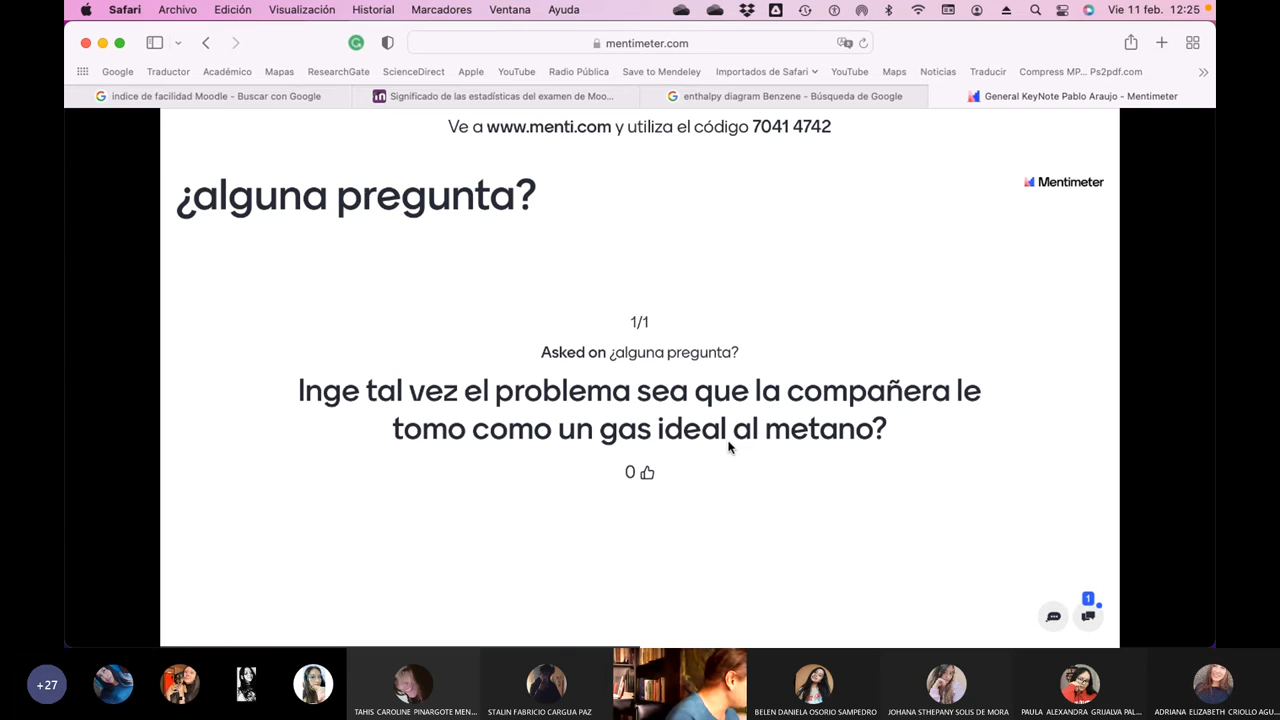 Safari Archivo Edición Visualización Historial Marcadores Ventana Ayuda Vie 11 feb. 12:25
mentimeter.com
Google Traductor Académico Mapas ResearchGate ScienceDirect Apple YouTube Radio Pública Save to Mendeley Importados de Safari YouTube Maps Noticias Traducir Compress MP... Ps2pdf.com
indice de facilidad Moodle - Buscar con Google Significado de las estadísticas del examen de Moo... enthalpy diagram Benzene - Búsqueda de Google General KeyNote Pablo Araujo - Mentimeter
Ve a www.menti.com y utiliza el código 7041 4742
¿alguna pregunta?
Mentimeter
1/1
Asked on ¿alguna pregunta?
Inge tal vez el problema sea que la compañera le
tomo como un gas ideal al metano?
0
1
+27
TAHIS CAROLINE PINARGOTE MEN... STALIN FABRICIO CARGUA PAZ BELEN DANIELA OSORIO SAMPEDRO JOHANA STHEPANY SOLIS DE MORA PAULA ALEXANDRA GRIJALVA PAL... ADRIANA ELIZABETH CRIOLLO AGU...